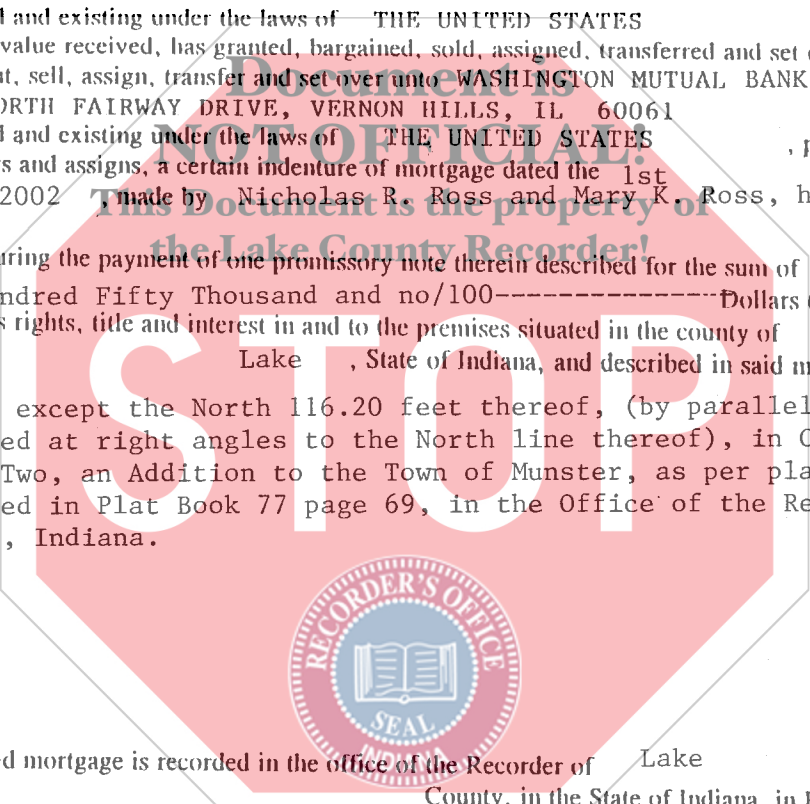 d and existing under the laws of THE UNITED STATES
value received, has granted, bargained, sold, assigned, transferred and set
t, sell, assign, transfer and set over unto WASHINGTON MUTUAL BANK
ORTH FAIRWAY DRIVE, VERNON HILLS, IL 60061
d and existing under the laws of THE UNITED STATES
s and assigns, a certain indenture of mortgage dated the 1st
2002 , made by Nicholas R. Ross and Mary K. Ross, h
uring the payment of one promissory note therein described for the sum of
ndred Fifty Thousand and no/100---------------Dollars
s rights, title and interest in and to the premises situated in the county of
Lake , State of Indiana, and described in said m
except the North 116.20 feet thereof, (by parallel
ed at right angles to the North line thereof), in C
Two, an Addition to the Town of Munster, as per pla
ed in Plat Book 77 page 69, in the Office of the Re
, Indiana.
d mortgage is recorded in the office of the Recorder of Lake
County, in the State of Indiana, in
Document is
NOT OFFICIAL!
This Document is the property of
the Lake County Recorder!
STOP
RECORDER'S OFFICE
SEAL
INDIANA